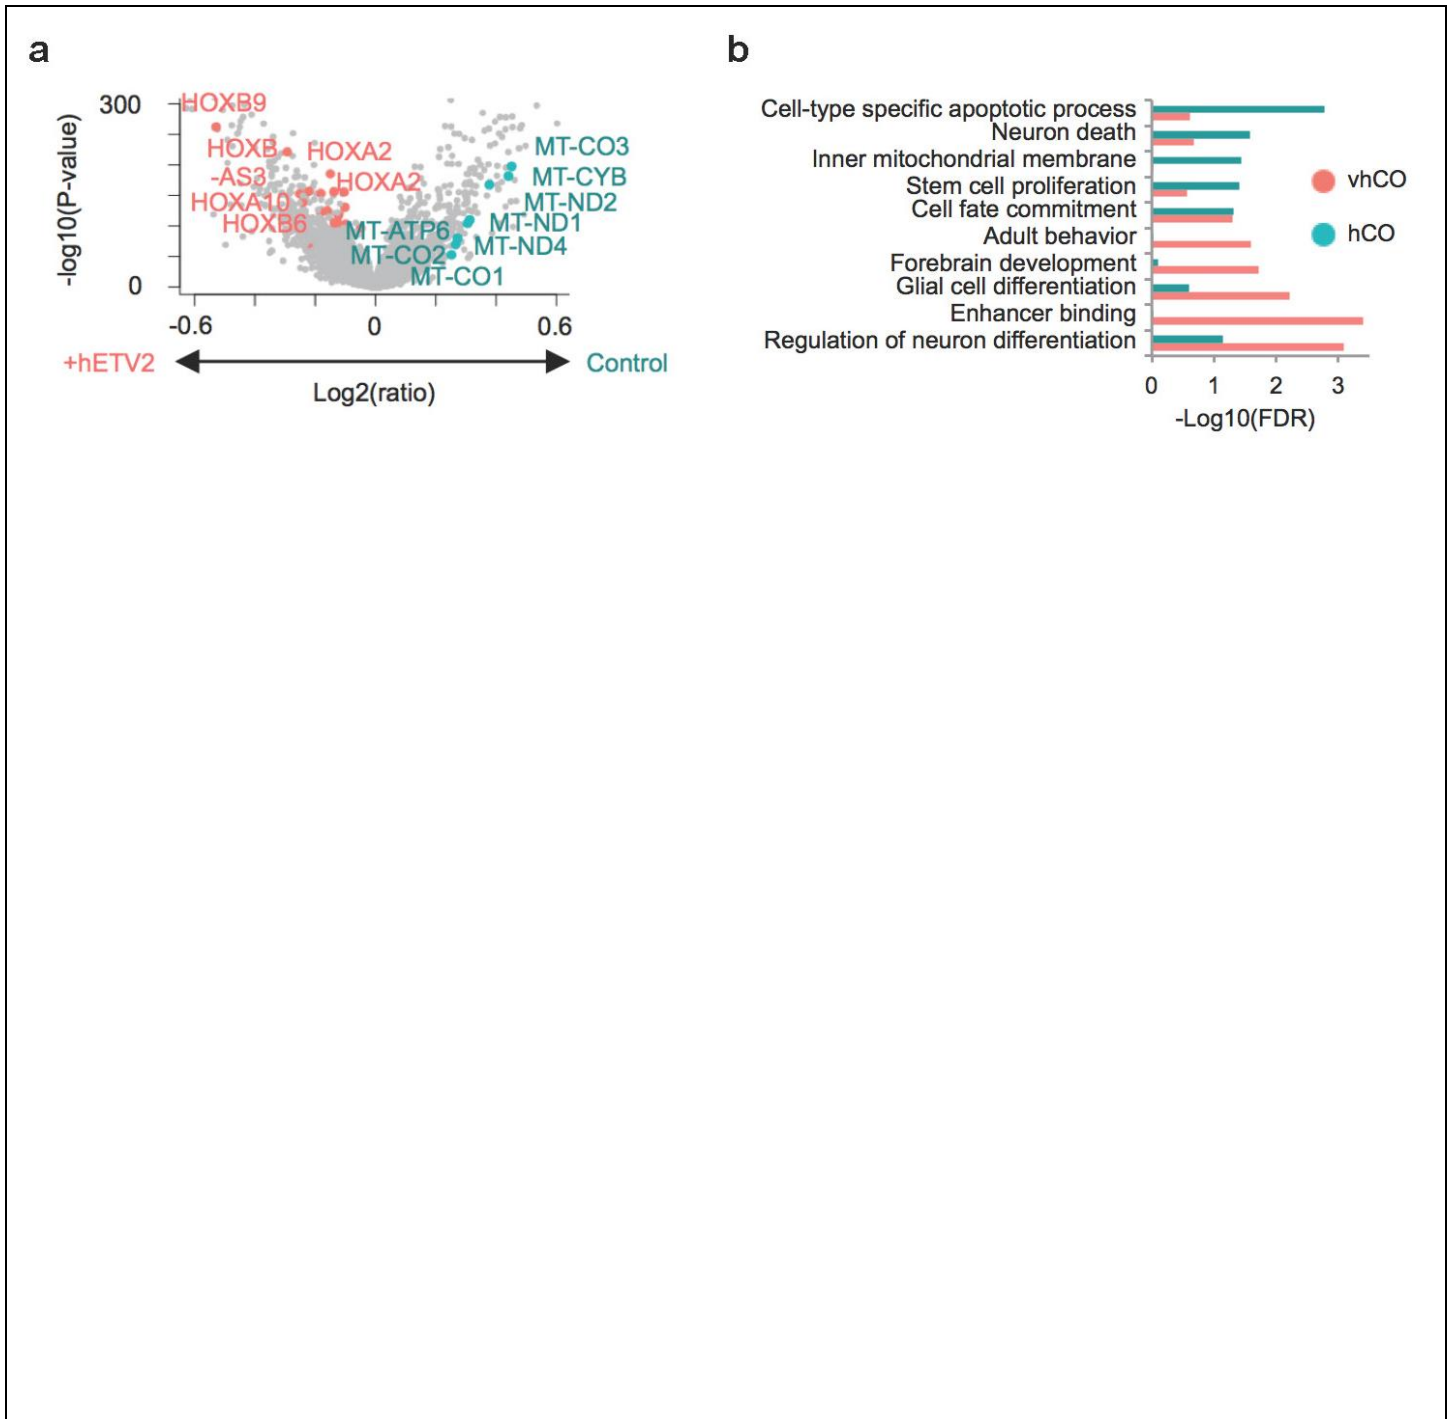 a
-log10(P-value)
300
0
HOXB9
HOXB
-AS3
HOXA2
HOXA2
HOXA10
HOXB6
MT-CO3
MT-CYB
MT-ND2
MT-ND1
MT-ATP6
MT-ND4
MT-CO2
MT-CO1
-0.6
0
0.6
+hETV2
Control
Log2(ratio)
b
Cell-type specific apoptotic process
Neuron death
Inner mitochondrial membrane
Stem cell proliferation
Cell fate commitment
Adult behavior
Forebrain development
Glial cell differentiation
Enhancer binding
Regulation of neuron differentiation
0 1 2 3
-Log10(FDR)
vhCO
hCO